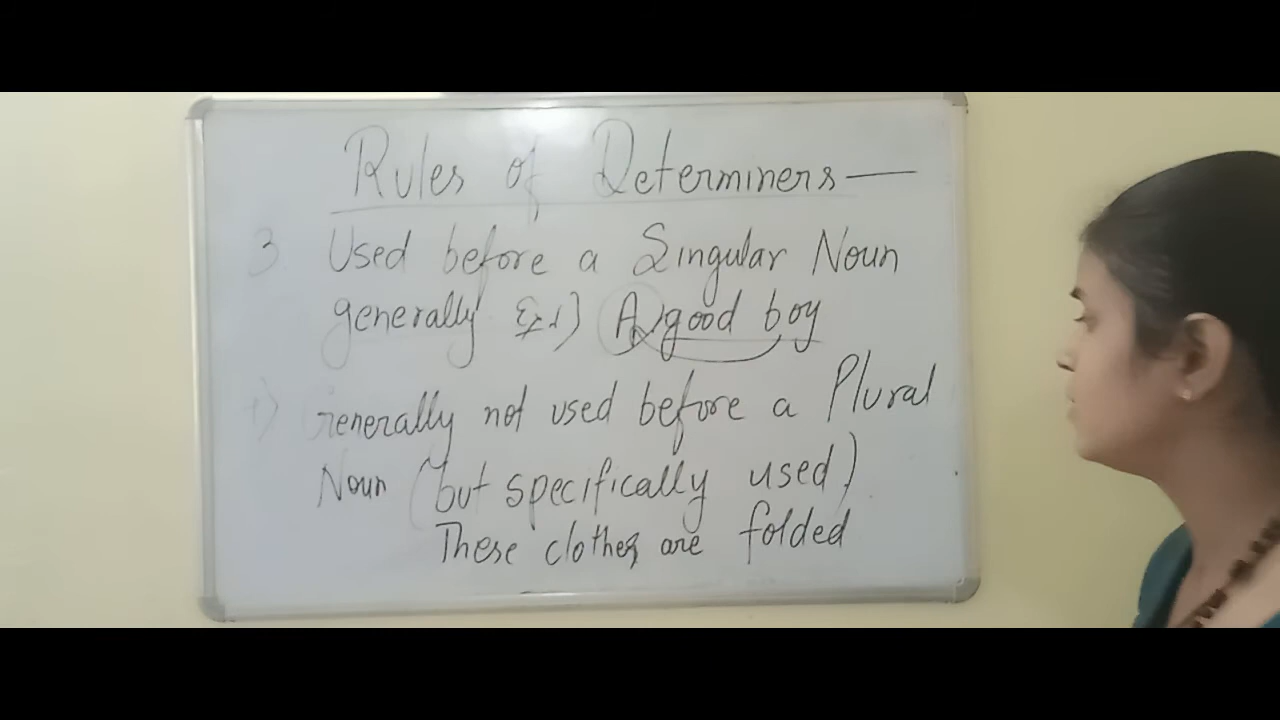 Rules of Determiners —
3 Used before a Singular Noun
generally Ex-1) A good boy
Generally not used before a Plural
Noun (but specifically used)
These clothes are folded